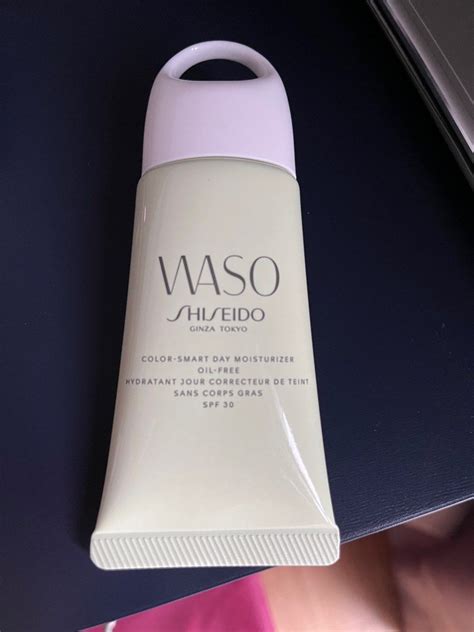 WASO
SHISEIDO
GINZA TOKYO
COLOR-SMART DAY MOISTURIZER
OIL-FREE
HYDRATANT JOUR CORRECTEUR DE TEINT
SANS CORPS GRAS
SPF 30